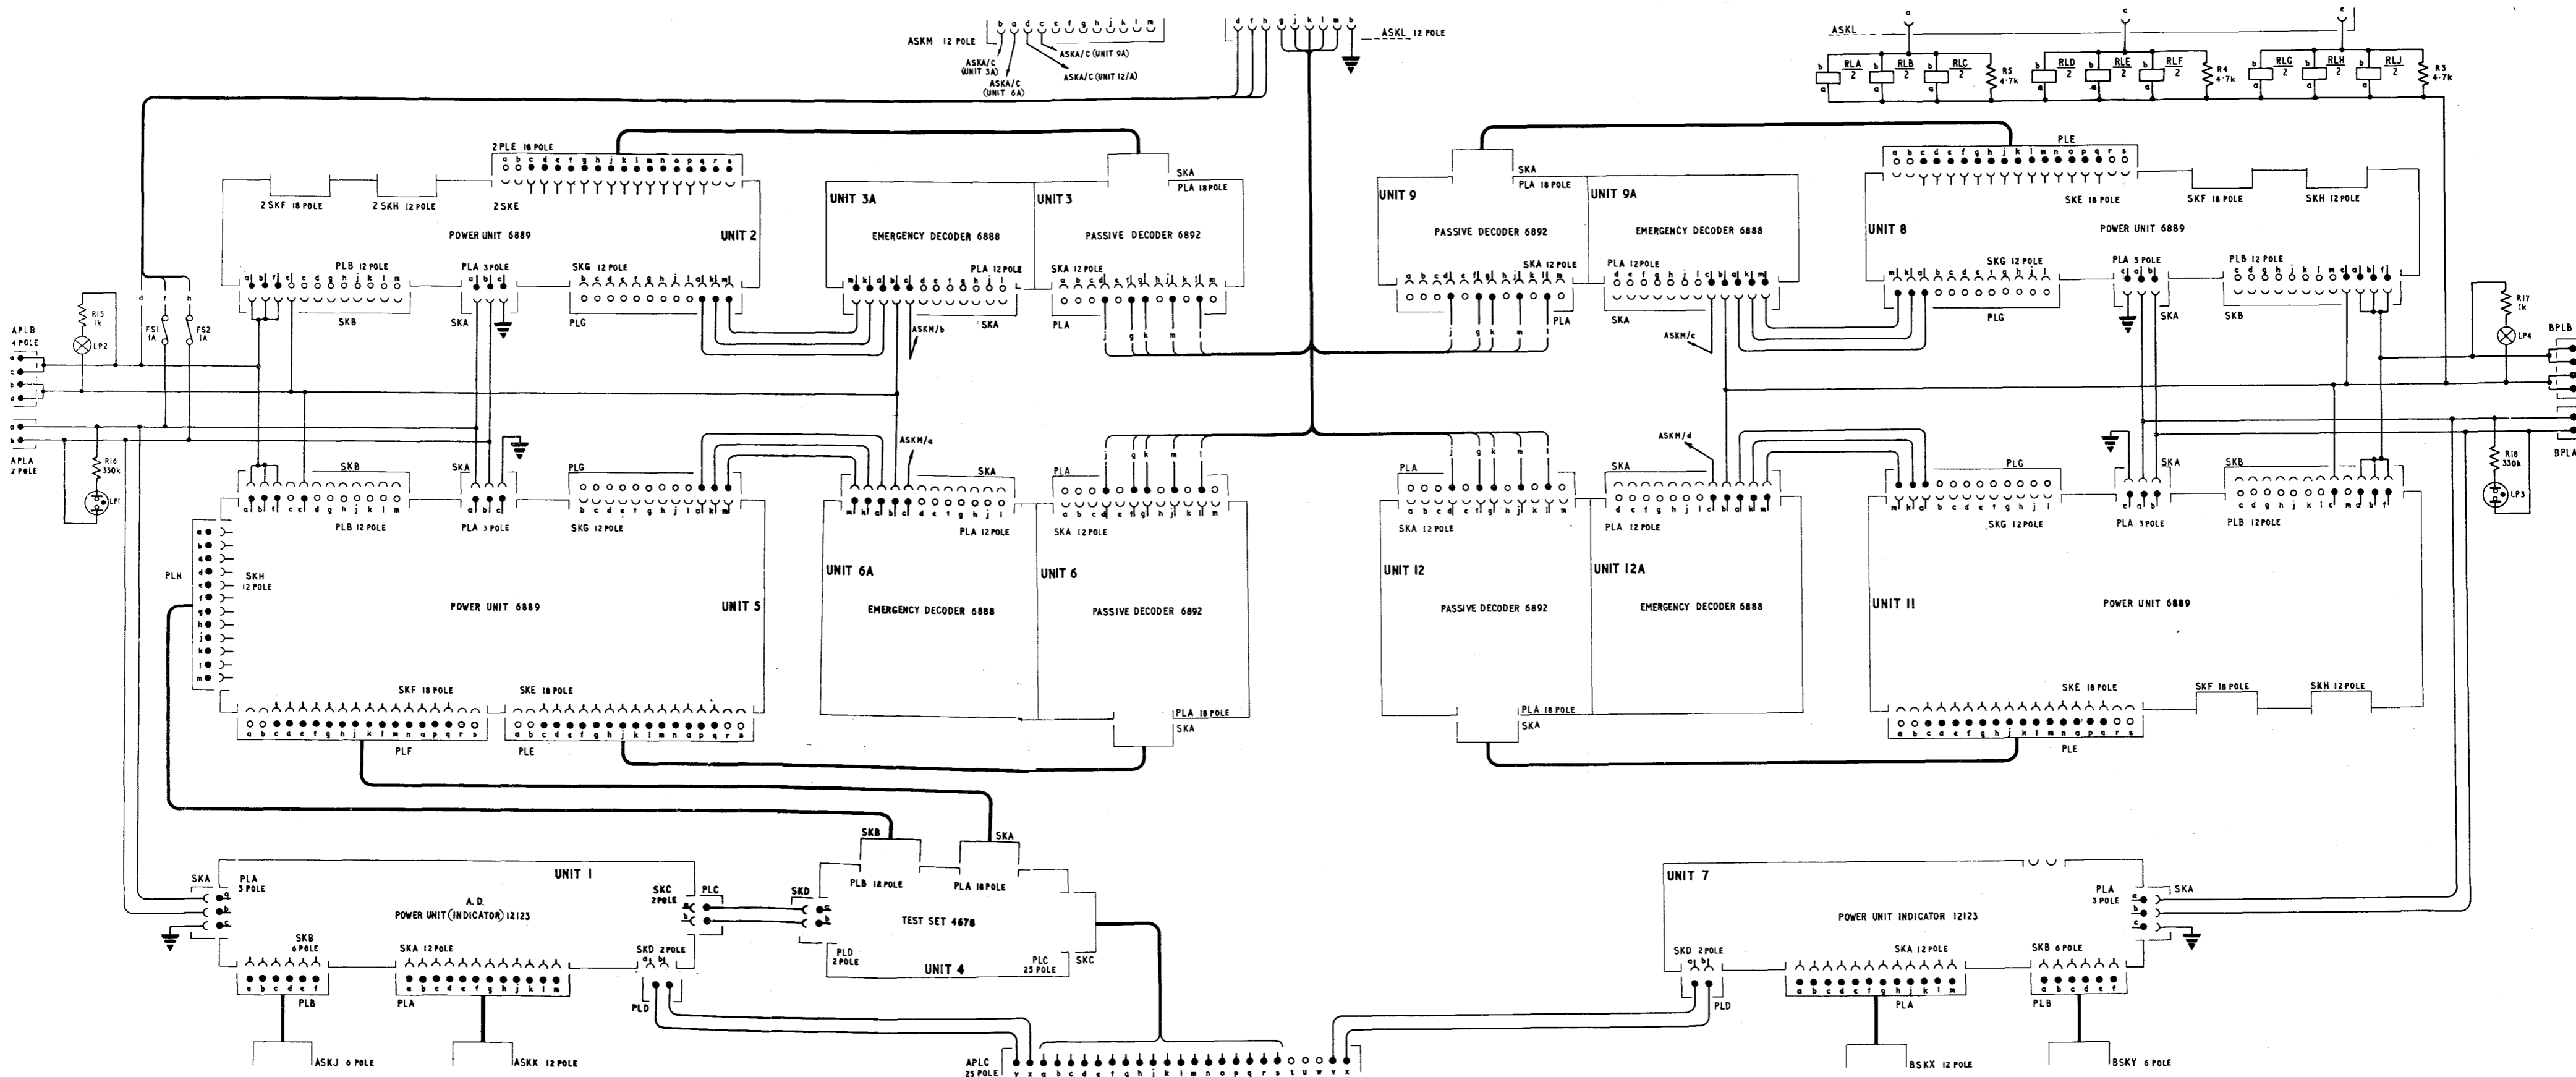 b a d c e f g h j k l m
ASKM 12 POLE
ASKA/C (UNIT 9A)
ASKA/C (UNIT 3A)
ASKA/C (UNIT 12/A)
ASKA/C (UNIT 6A)
d f h g j k l m b
ASKL 12 POLE
a c e
ASKL
b RLA/2 a
b RLB/2 a
b RLC/2 a
R5 4·7k
b RLD/2 a
b RLE/2 a
b RLF/2 a
R4 4·7k
b RLG/2 a
b RLH/2 a
b RLJ/2 a
R3 4·7k
2PLE 18 POLE
a b c d e f g h j k l m n o p q r s
2 SKF 18 POLE
2 SKH 12 POLE
2 SKE
POWER UNIT 6889
UNIT 2
PLB 12 POLE
a b f e c d g h j k l m
SKB
PLA 3 POLE
a b c
SKA
SKG 12 POLE
b c d e f g h j l a k m
PLG
UNIT 3A
EMERGENCY DECODER 6888
PLA 12 POLE
m k a b c d e f g h j l
SKA
ASKM/b
UNIT 3
SKA
PLA 18 POLE
PASSIVE DECODER 6892
SKA 12 POLE
a b c d e f g h j k l m
PLA
j g k m l
UNIT 9
SKA
PLA 18 POLE
PASSIVE DECODER 6892
SKA 12 POLE
a b c d e f g h j k l m
PLA
j g k m l
UNIT 9A
EMERGENCY DECODER 6888
PLA 12 POLE
d e f g h j l c b a k m
SKA
ASKM/c
PLE
a b c d e f g h j k l m n o p q r s
SKE 18 POLE
SKF 18 POLE
SKH 12 POLE
UNIT 8
POWER UNIT 6889
SKG 12 POLE
m k a b c d e f g h j l
PLG
PLA 3 POLE
c a b
SKA
PLB 12 POLE
c d g h j k l m e a b f
SKB
d f h
FS1 1A
FS2 1A
R15 1k
LP2
APLB 4 POLE
a c b d
a b
APLA 2 POLE
R16 330k
LP1
R17 1k
LP4
BPLB
BPLA
R18 330k
LP3
SKB
a b f c e d g h j k l m
PLB 12 POLE
SKA
a b c
PLA 3 POLE
PLG
b c d e f g h j l a k m
SKG 12 POLE
ASKM/a
SKA
m k a b c d e f g h j l
PLA 12 POLE
UNIT 6A
EMERGENCY DECODER 6888
j g k m l
PLA
a b c d e f g h j k l m
SKA 12 POLE
UNIT 6
PASSIVE DECODER 6892
PLA 18 POLE
SKA
PLH
a b d e f g h j k l m
SKH 12 POLE
POWER UNIT 6889
UNIT 5
SKF 18 POLE
a b c d e f g h j k l m n o p q r s
PLF
SKE 18 POLE
a b c d e f g h j k l m n o p q r s
PLE
j g k m l
PLA
a b c d e f g h j k l m
SKA 12 POLE
UNIT 12
PASSIVE DECODER 6892
PLA 18 POLE
SKA
ASKM/d
SKA
d e f g h j l c b a k m
PLA 12 POLE
UNIT 12A
EMERGENCY DECODER 6888
PLG
m k a b c d e f g h j l
SKG 12 POLE
SKA
c a b
PLA 3 POLE
SKB
c d g h j k l e m a b f
PLB 12 POLE
UNIT 11
POWER UNIT 6889
SKE 18 POLE
SKF 18 POLE
SKH 12 POLE
a b c d e f g h j k l m n o p q r s
PLE
SKA
PLA 3 POLE
a b c
UNIT 1
A.D.
POWER UNIT (INDICATOR) 12123
SKC 2 POLE
PLC
a b
SKB 6 POLE
a b c d e f
PLB
SKA 12 POLE
a b c d e f g h j k l m
PLA
SKD 2 POLE
a b
PLD
ASKJ 6 POLE
ASKK 12 POLE
SKB
SKA
PLB 12 POLE
PLA 18 POLE
SKD
a b
TEST SET 4678
PLD 2 POLE
UNIT 4
PLC 25 POLE
SKC
APLC 25 POLE
y z a b c d e f g h j k l m n o p q r s t u w v x
UNIT 7
POWER UNIT INDICATOR 12123
PLA 3 POLE
SKA
a b c
SKD 2 POLE
a b
PLD
SKA 12 POLE
a b c d e f g h j k l m
PLA
SKB 6 POLE
a b c d e f
PLB
BSKX 12 POLE
BSKY 6 POLE